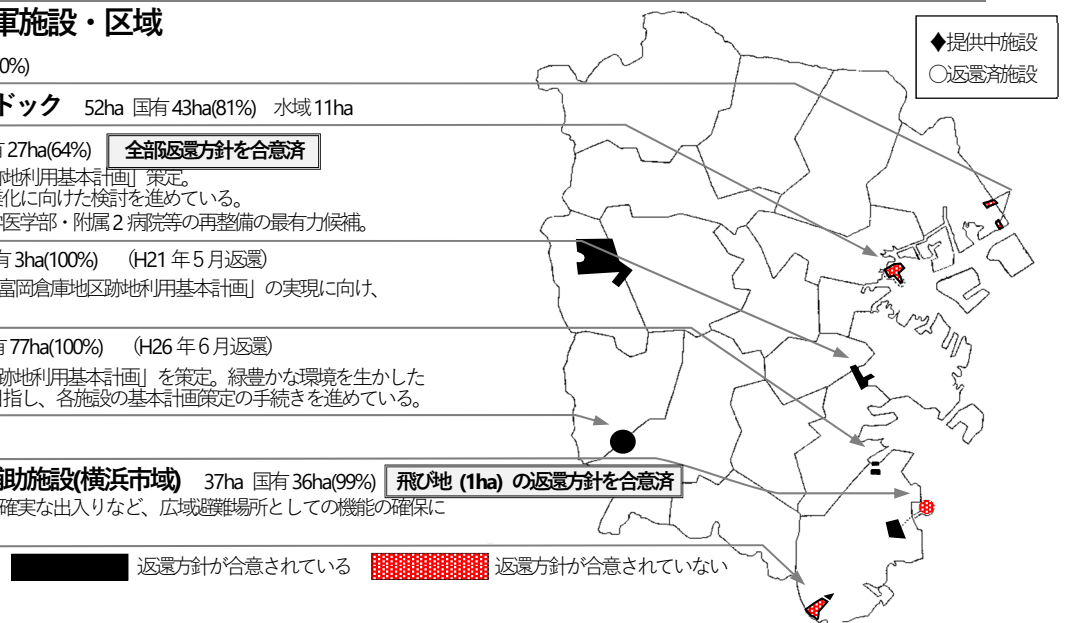 軍施設・区域
0%)
ドック 52ha 国有 43ha(81%) 水域 11ha
有 27ha(64%) 全部返還方針を合意済
跡地利用基本計画」策定。
業化に向けた検討を進めている。
学医学部・附属2病院等の再整備の最有力候補。
有 3ha(100%) (H21 年5月返還)
富岡倉庫地区跡地利用基本計画」の実現に向け、
有 77ha(100%) (H26 年6月返還)
跡地利用基本計画」を策定。緑豊かな環境を生かした
目指し、各施設の基本計画策定の手続きを進めている。
補助施設(横浜市域) 37ha 国有 36ha(99%) 飛び地 (1ha) の返還方針を合意済
確実な出入りなど、広域避難場所としての機能の確保に
返還方針が合意されている 返還方針が合意されていない
◆提供中施設
○返還済施設